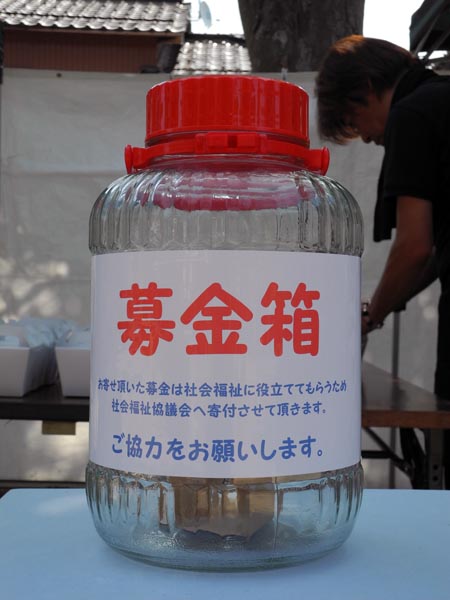 募金箱
お寄せ頂いた募金は社会福祉に役立ててもらうため
社会福祉協議会へ寄付させて頂きます。
ご協力をお願いします。